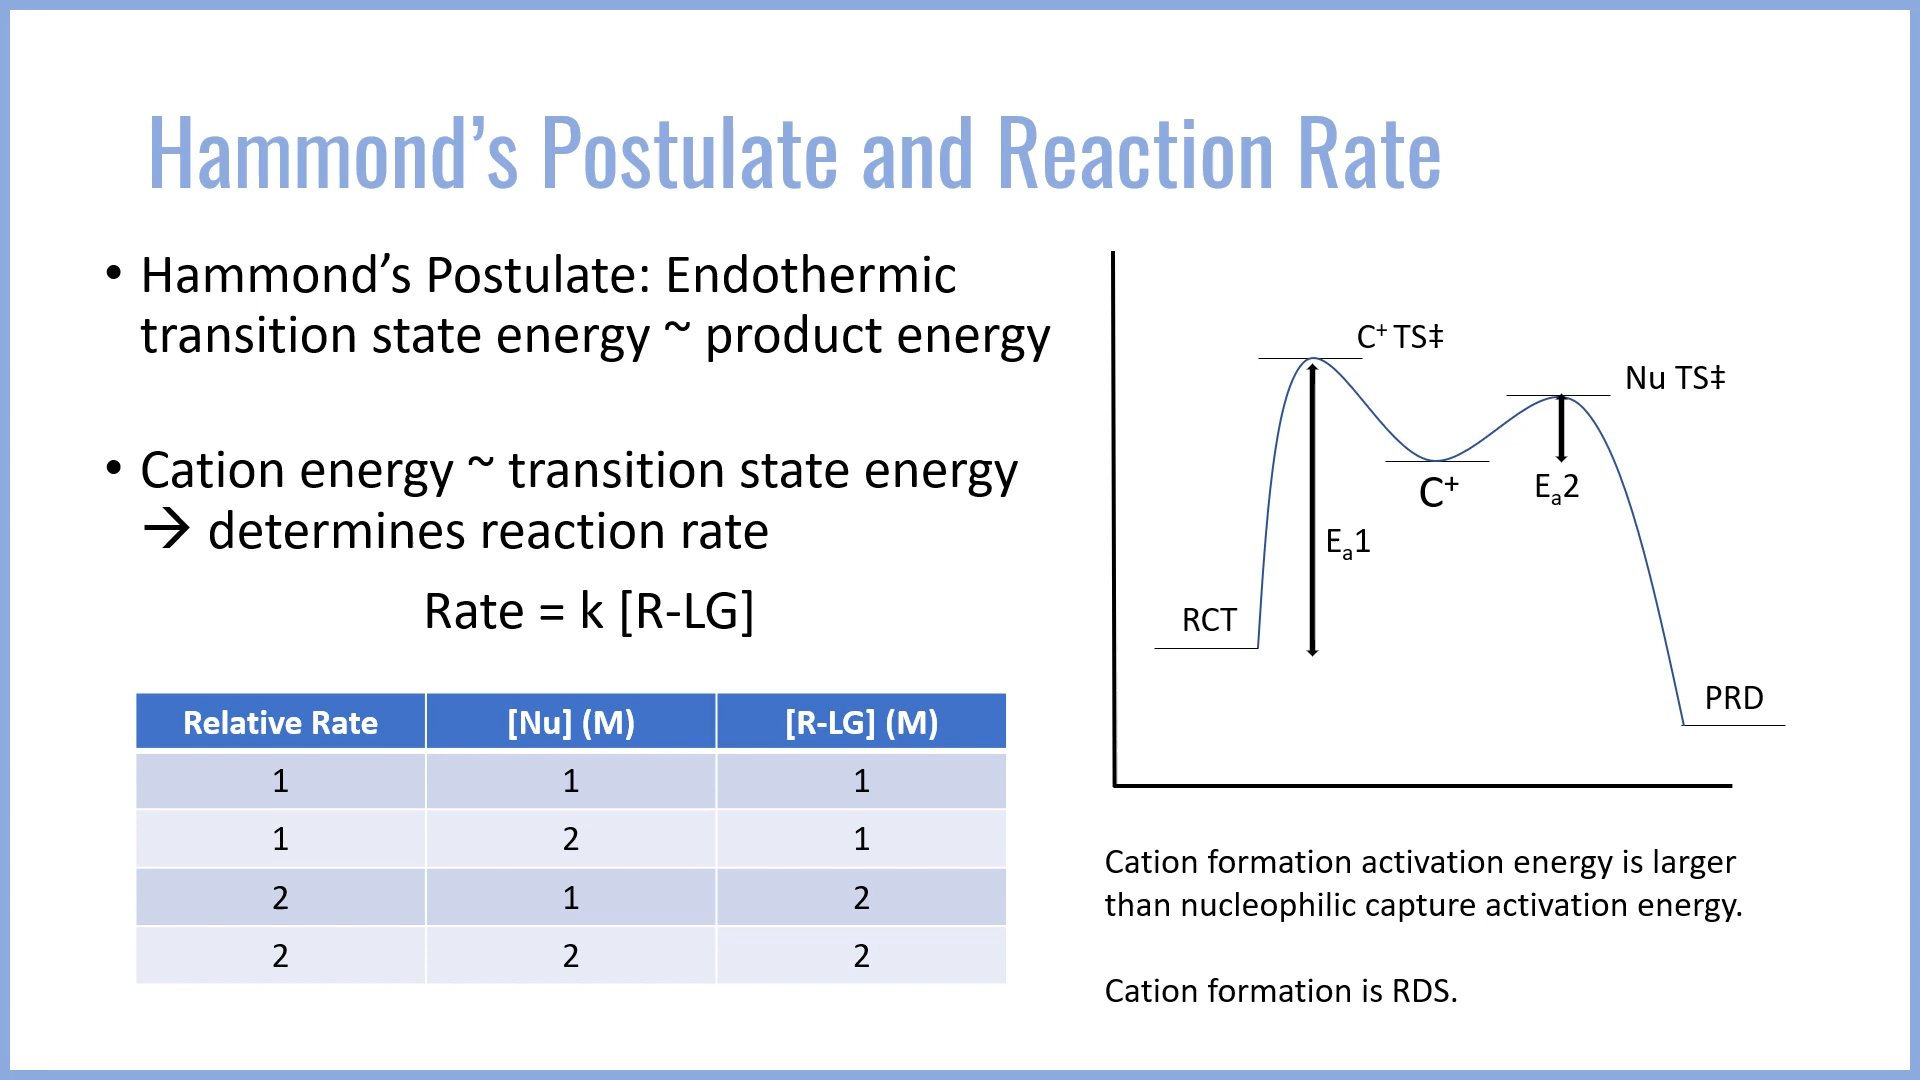 Hammond’s Postulate and Reaction Rate
• Hammond’s Postulate: Endothermic
transition state energy ~ product energy
• Cation energy ~ transition state energy
→ determines reaction rate
Rate = k [R-LG]
Relative Rate [Nu] (M) [R-LG] (M)
1 1 1
1 2 1
2 1 2
2 2 2
C⁺ TS‡
Nu TS‡
C⁺
Eₐ2
Eₐ1
RCT
PRD
Cation formation activation energy is larger
than nucleophilic capture activation energy.
Cation formation is RDS.